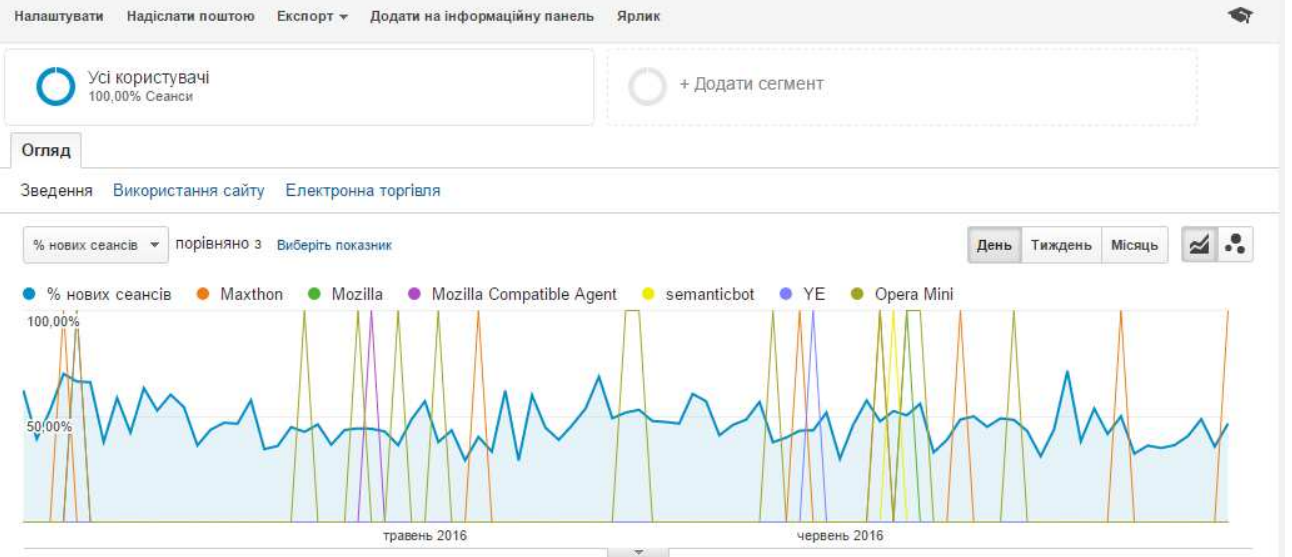 Налаштувати Надіслати поштою Експорт Додати на інформаційну панель Ярлик
Усі користувачі
100,00% Сеанси
+ Додати сегмент
Огляд
Зведення Використання сайту Електронна торгівля
% нових сеансів порівняно з Виберіть показник День Тиждень Місяць
% нових сеансів Maxthon Mozilla Mozilla Compatible Agent semanticbot YE Opera Mini
100,00%
50,00%
травень 2016 червень 2016